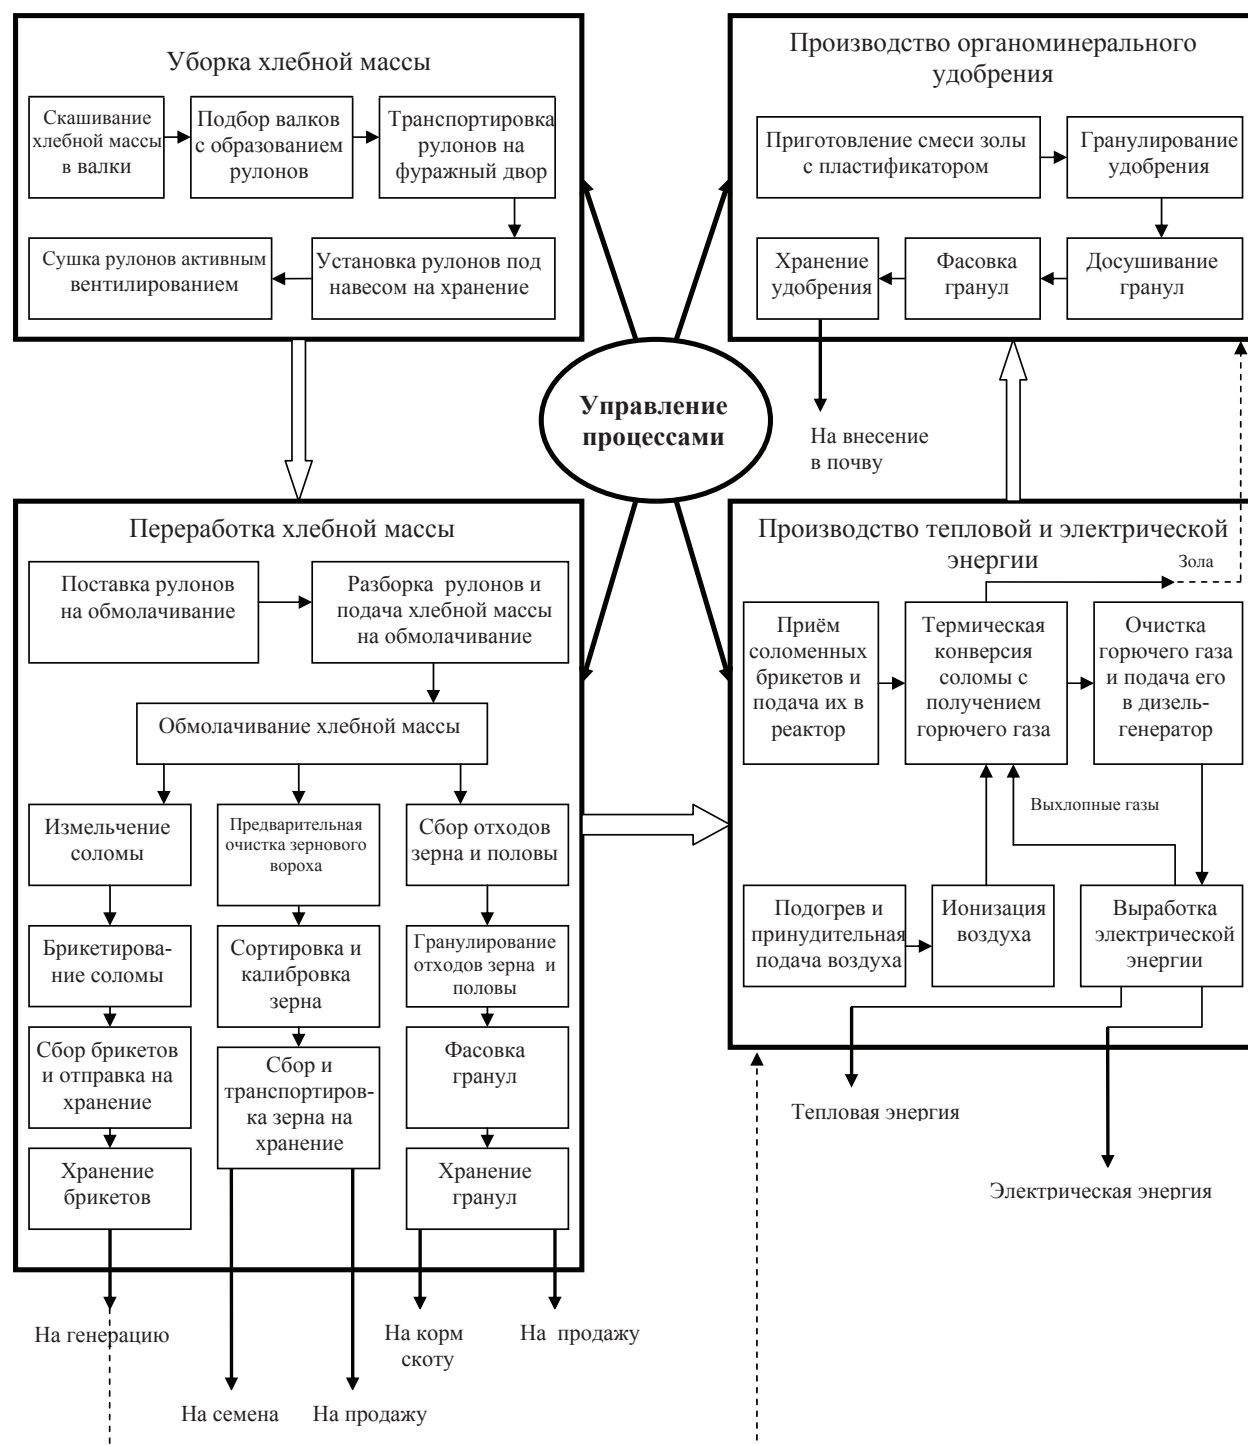 Уборка хлебной массы
Скашивание
хлебной массы
в валки
Подбор валков
с образованием
рулонов
Транспортировка
рулонов на
фуражный двор
Сушка рулонов активным
вентилированием
Установка рулонов под
навесом на хранение
Производство органоминерального
удобрения
Приготовление смеси золы
с пластификатором
Гранулирование
удобрения
Хранение
удобрения
Фасовка
гранул
Досушивание
гранул
На внесение
в почву
Управление
процессами
Переработка хлебной массы
Поставка рулонов
на обмолачивание
Разборка рулонов и
подача хлебной массы
на обмолачивание
Обмолачивание хлебной массы
Измельчение
соломы
Предварительная
очистка зернового
вороха
Сбор отходов
зерна и половы
Брикетирова-
ние соломы
Сортировка и
калибровка
зерна
Гранулирование
отходов зерна и
половы
Сбор брикетов
и отправка на
хранение
Сбор и
транспортиров-
ка зерна на
хранение
Фасовка
гранул
Хранение
брикетов
Хранение
гранул
На генерацию
На корм
скоту
На продажу
На семена
На продажу
Производство тепловой и электрической
энергии
Зола
Приём
соломенных
брикетов и
подача их в
реактор
Термическая
конверсия
соломы с
получением
горючего газа
Очистка
горючего газа
и подача его
в дизель-
генератор
Выхлопные газы
Подогрев и
принудительная
подача воздуха
Ионизация
воздуха
Выработка
электрической
энергии
Тепловая энергия
Электрическая энергия